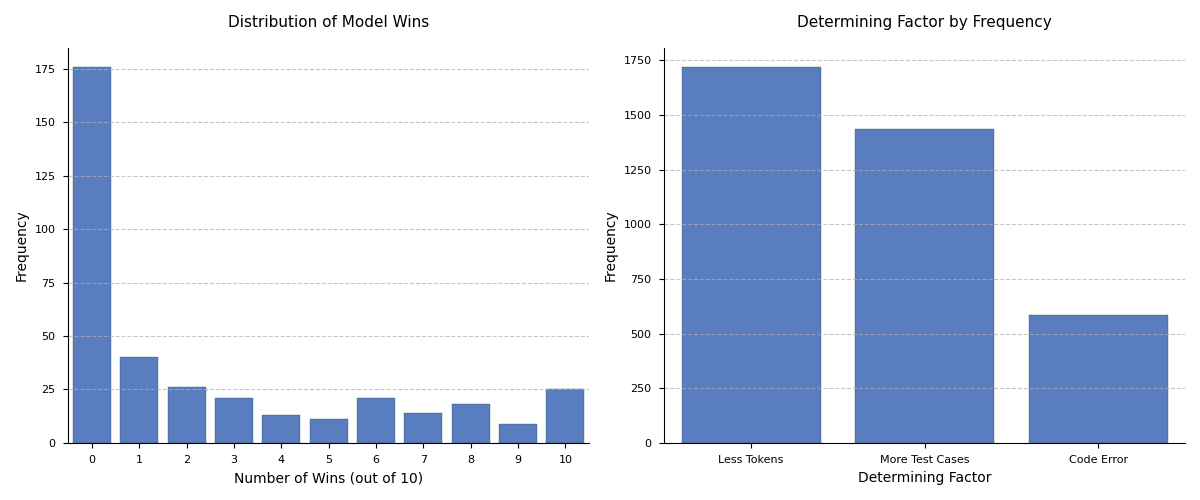 Distribution of Model Wins
Frequency
175
150
125
100
75
50
25
0
0 1 2 3 4 5 6 7 8 9 10
Number of Wins (out of 10)
Determining Factor by Frequency
Frequency
1750
1500
1250
1000
750
500
250
0
Less Tokens More Test Cases Code Error
Determining Factor